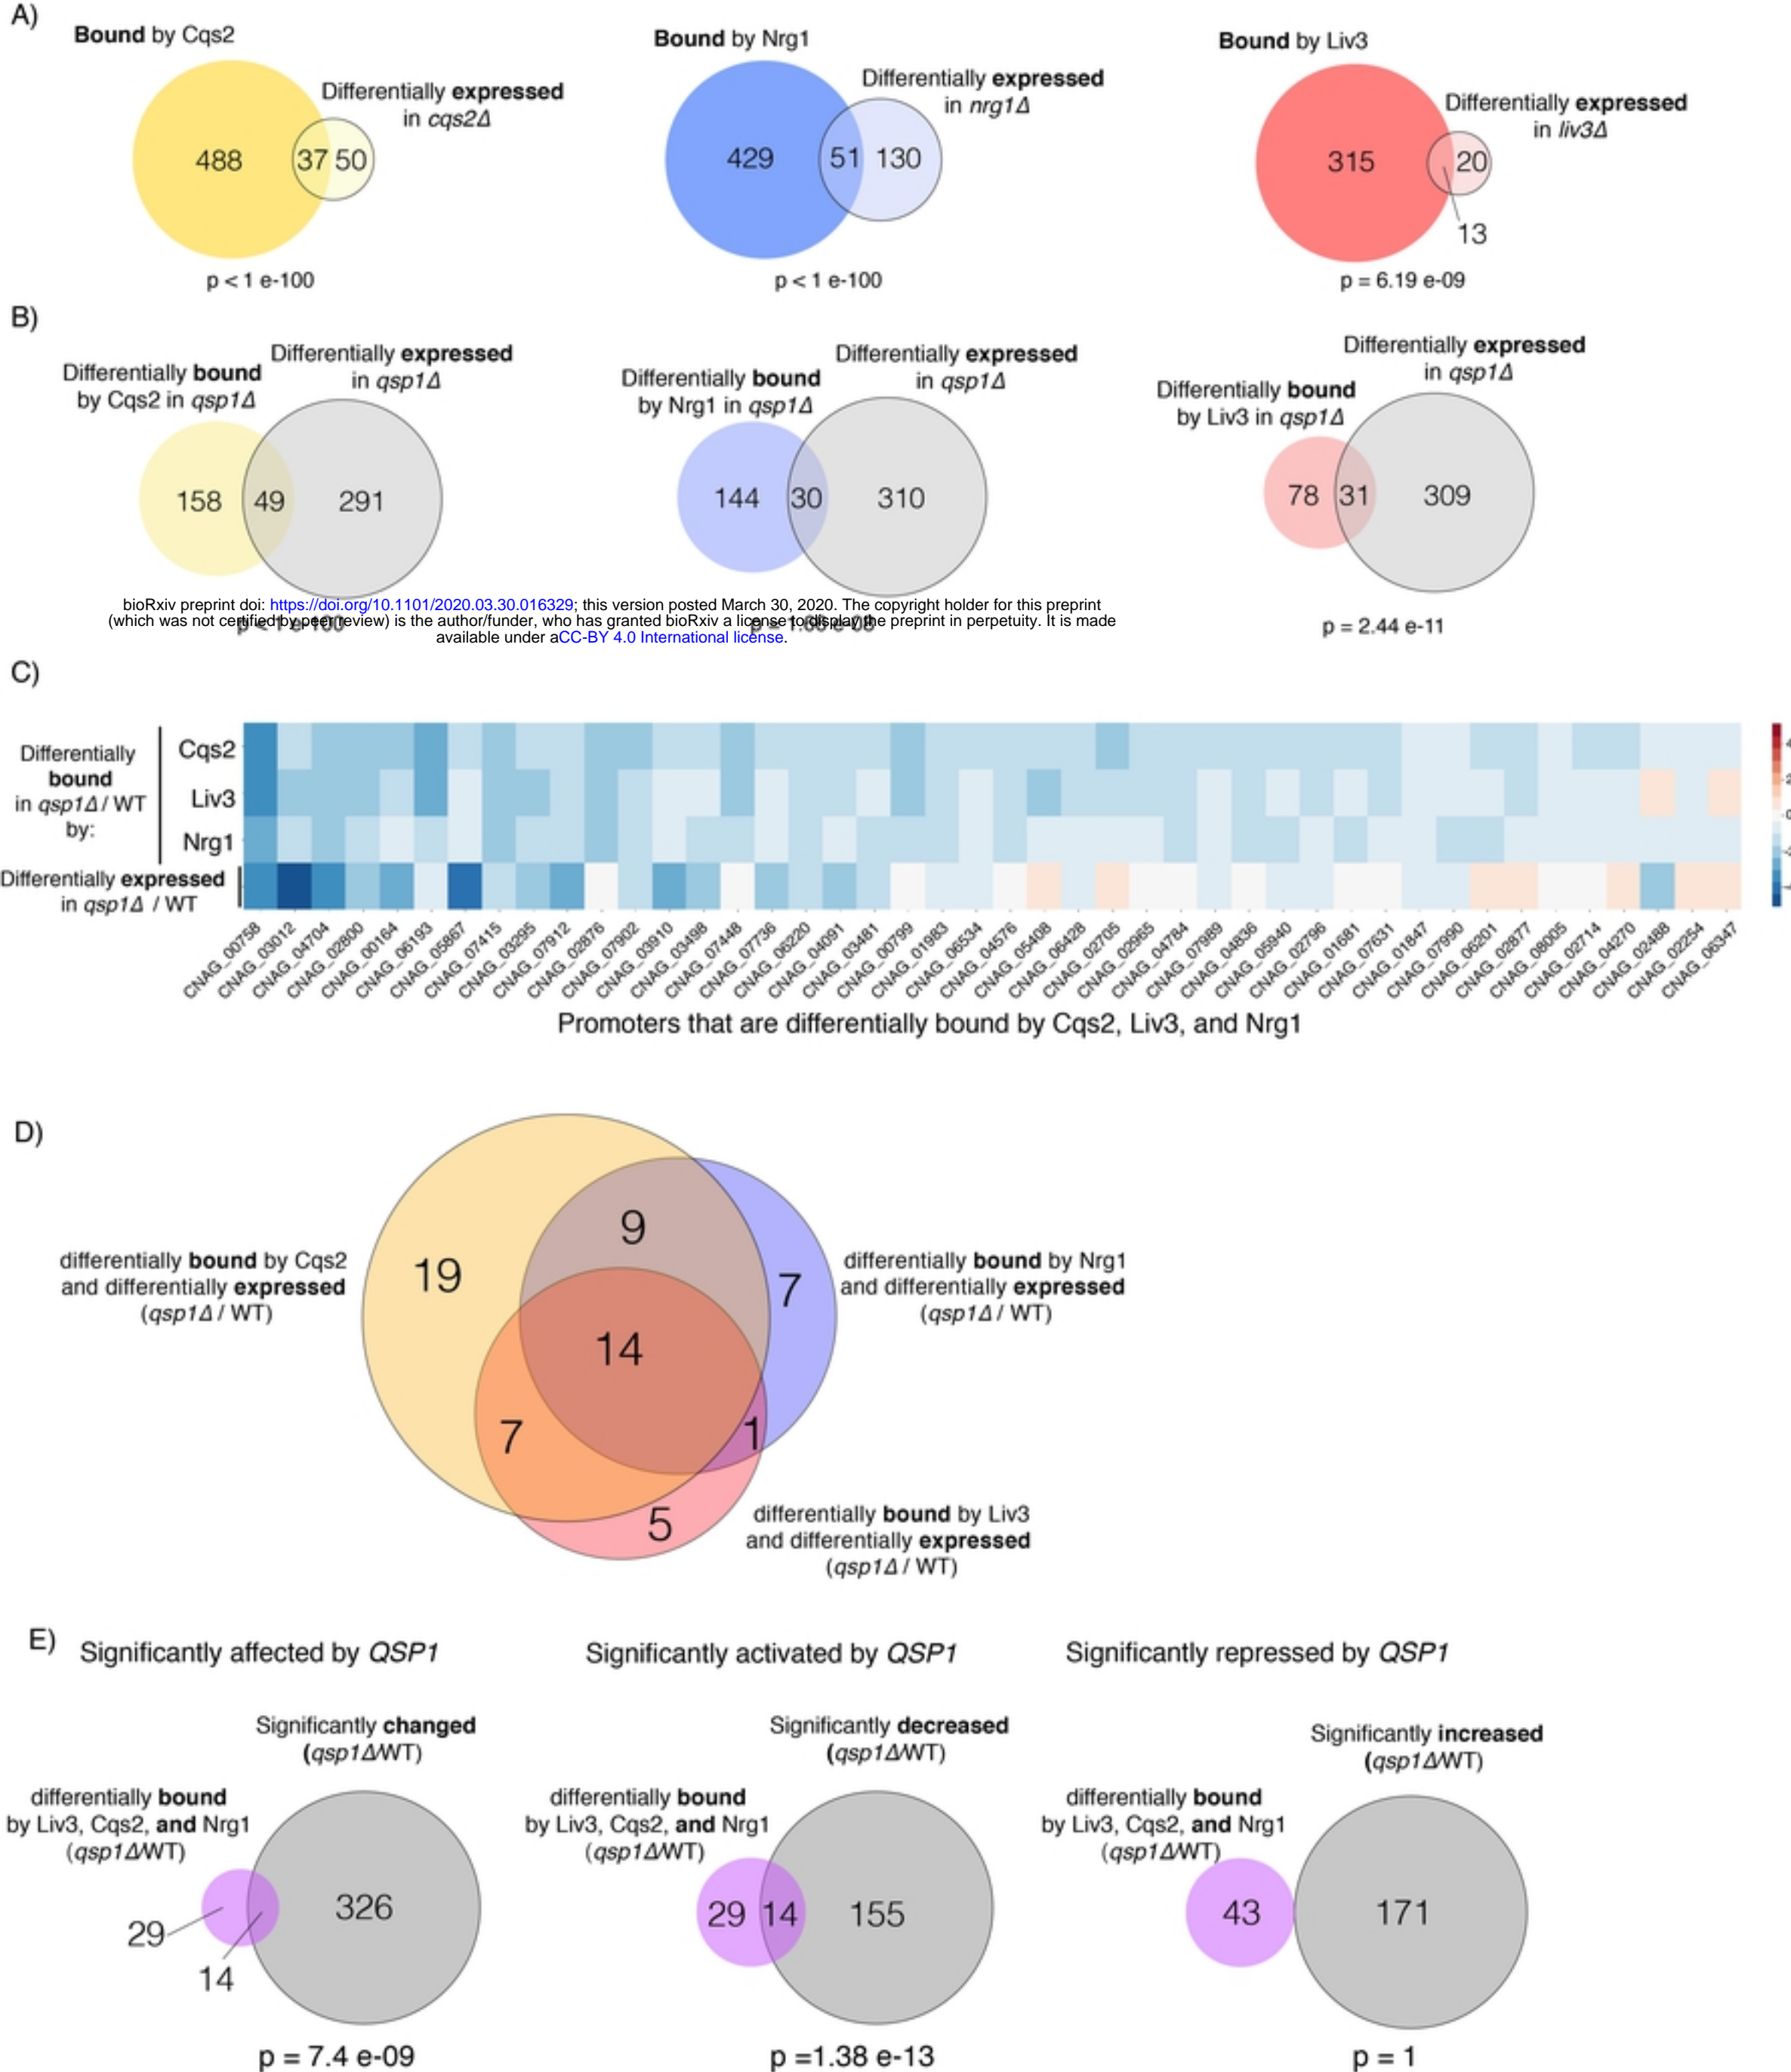 A)
Bound by Cqs2
Differentially expressed
in cqs2Δ
488
37
50
p < 1 e-100
Bound by Nrg1
Differentially expressed
in nrg1Δ
429
51
130
p < 1 e-100
Bound by Liv3
Differentially expressed
in liv3Δ
315
20
13
p = 6.19 e-09
B)
Differentially bound
by Cqs2 in qsp1Δ
Differentially expressed
in qsp1Δ
158
49
291
Differentially bound
by Nrg1 in qsp1Δ
Differentially expressed
in qsp1Δ
144
30
310
Differentially bound
by Liv3 in qsp1Δ
Differentially expressed
in qsp1Δ
78
31
309
p = 2.44 e-11
bioRxiv preprint doi: https://doi.org/10.1101/2020.03.30.016329; this version posted March 30, 2020. The copyright holder for this preprint
(which was not certified by peer review) is the author/funder, who has granted bioRxiv a license to display the preprint in perpetuity. It is made
available under aCC-BY 4.0 International license.
p < 1 e-100
C)
Differentially
bound
in qsp1Δ / WT
by:
Cqs2
Liv3
Nrg1
Differentially expressed
in qsp1Δ / WT
CNAG_00758
CNAG_03012
CNAG_04704
CNAG_02800
CNAG_00164
CNAG_06193
CNAG_05867
CNAG_07415
CNAG_03295
CNAG_07912
CNAG_02876
CNAG_07902
CNAG_03910
CNAG_03498
CNAG_07448
CNAG_07736
CNAG_06220
CNAG_04091
CNAG_03481
CNAG_00799
CNAG_01983
CNAG_06534
CNAG_04576
CNAG_05408
CNAG_06428
CNAG_02705
CNAG_02965
CNAG_04784
CNAG_07989
CNAG_04836
CNAG_05940
CNAG_02796
CNAG_01681
CNAG_07631
CNAG_01847
CNAG_07990
CNAG_06201
CNAG_02877
CNAG_08005
CNAG_02714
CNAG_04270
CNAG_02488
CNAG_02254
CNAG_06347
Promoters that are differentially bound by Cqs2, Liv3, and Nrg1
D)
differentially bound by Cqs2
and differentially expressed
(qsp1Δ / WT)
19
9
7
14
7
1
5
differentially bound by Nrg1
and differentially expressed
(qsp1Δ / WT)
differentially bound by Liv3
and differentially expressed
(qsp1Δ / WT)
E)
Significantly affected by QSP1
Significantly changed
(qsp1Δ/WT)
differentially bound
by Liv3, Cqs2, and Nrg1
(qsp1Δ/WT)
326
29
14
p = 7.4 e-09
Significantly activated by QSP1
Significantly decreased
(qsp1Δ/WT)
differentially bound
by Liv3, Cqs2, and Nrg1
(qsp1Δ/WT)
29
14
155
p =1.38 e-13
Significantly repressed by QSP1
Significantly increased
(qsp1Δ/WT)
differentially bound
by Liv3, Cqs2, and Nrg1
(qsp1Δ/WT)
43
171
p = 1